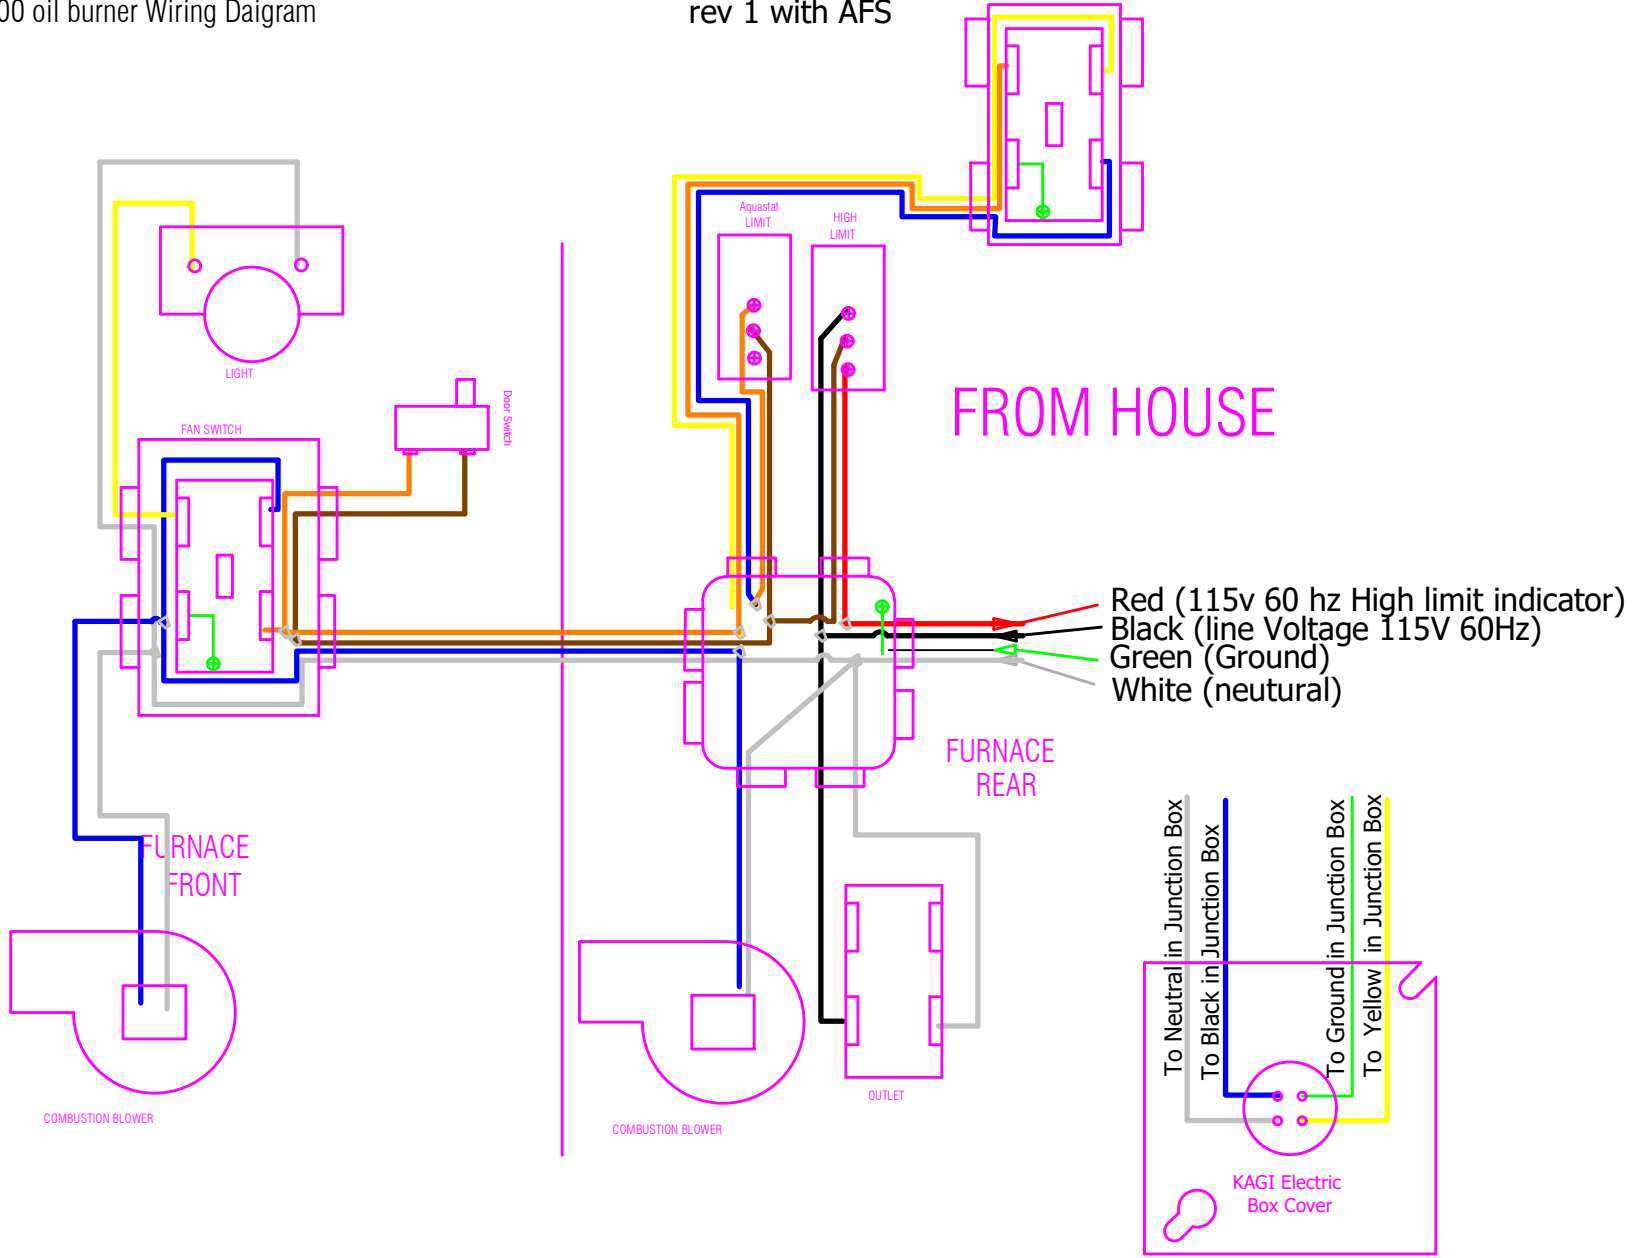 00 oil burner Wiring Daigram
rev 1 with AFS
Aquastat
LIMIT
HIGH
LIMIT
LIGHT
FAN SWITCH
Door Switch
FROM HOUSE
Red (115v 60 hz High limit indicator)
Black (line Voltage 115V 60Hz)
Green (Ground)
White (neutural)
FURNACE
REAR
FURNACE
FRONT
To Neutral in Junction Box
To Black in Junction Box
To Ground in Junction Box
To Yellow in Junction Box
OUTLET
COMBUSTION BLOWER
COMBUSTION BLOWER
KAGI Electric
Box Cover